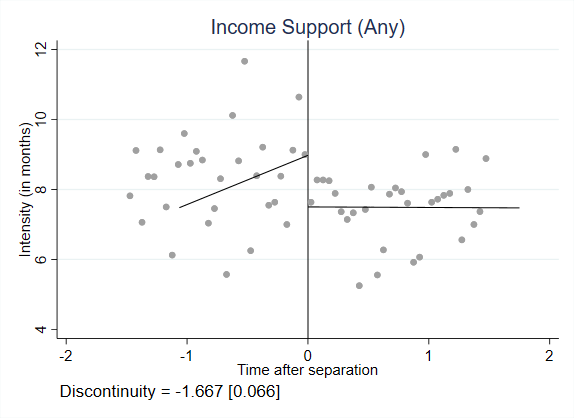 Income Support (Any)
Intensity (in months)
12
10
8
6
4
-2 -1 0 1 2
Time after separation
Discontinuity = -1.667 [0.066]